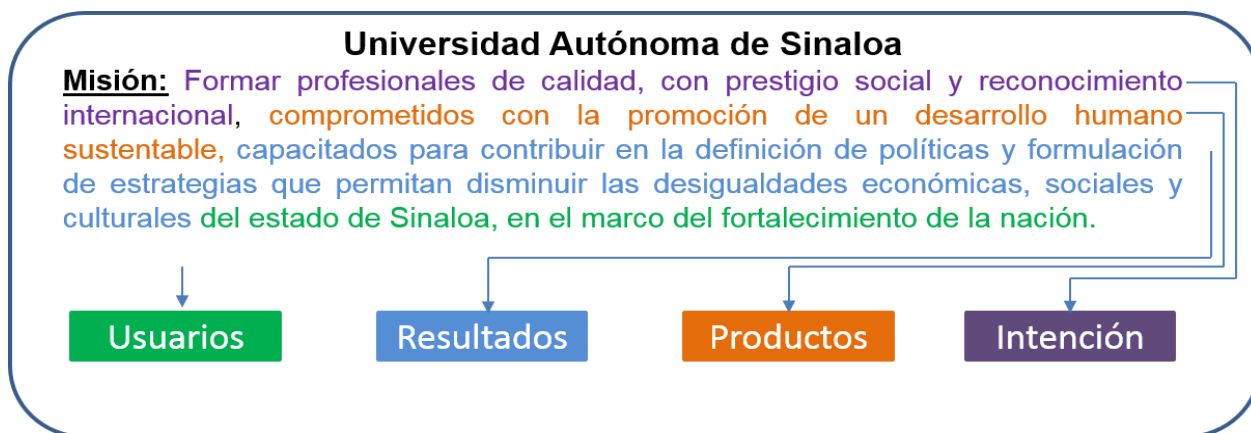 Universidad Autónoma de Sinaloa
Misión: Formar profesionales de calidad, con prestigio social y reconocimiento
internacional, comprometidos con la promoción de un desarrollo humano
sustentable, capacitados para contribuir en la definición de políticas y formulación
de estrategias que permitan disminuir las desigualdades económicas, sociales y
culturales del estado de Sinaloa, en el marco del fortalecimiento de la nación.
Usuarios
Resultados
Productos
Intención